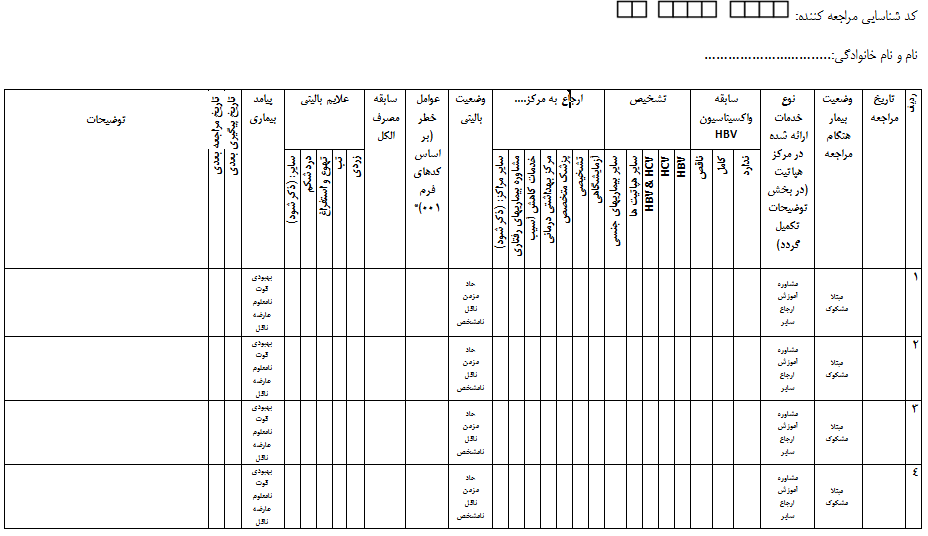 کد شناسایی مراجعه کننده:
نام و نام خانوادگی:................................
ردیف
تاریخ
مراجعه
وضعیت
بیمار
هنگام
مراجعه
نوع
خدمات
ارائه شده
در مرکز
هپاتیت
(در بخش
توضیحات
تکمیل
گردد)
سابقه
واکسیناسیون
HBV
ندارد
کامل
ناقص
تشخیص
HBV
HCV
HBV & HCV
سایر هپاتیت ها
سایر بیماریهای جنسی
ارجاع به مرکز....
آزمایشگاهی
تشخیصی
پزشک متخصص
مرکز بهداشتی درمانی
خدمات کاهش آسیب
مشاوره بیماریهای رفتاری
سایر مراکز: (ذکر شود)
وضعیت
بالینی
عوامل
خطر
(بر
اساس
کدهای
فرم
۰۰۱)*
سابقه
مصرف
الکل
علایم بالینی
زردی
تب
تهوع و استفراغ
درد شکم
سایر: (ذکر شود)
پیامد
بیماری
تاریخ پیگیری بعدی
تاریخ مراجعه بعدی
توضیحات
۱
مبتلا
مشکوک
مشاوره
آموزش
ارجاع
سایر
حاد
مزمن
ناقل
نامشخص
بهبودی
فوت
نامعلوم
عارضه
ناقل
۲
مبتلا
مشکوک
مشاوره
آموزش
ارجاع
سایر
حاد
مزمن
ناقل
نامشخص
بهبودی
فوت
نامعلوم
عارضه
ناقل
۳
مبتلا
مشکوک
مشاوره
آموزش
ارجاع
سایر
حاد
مزمن
ناقل
نامشخص
بهبودی
فوت
نامعلوم
عارضه
ناقل
٤
مبتلا
مشکوک
مشاوره
آموزش
ارجاع
سایر
حاد
مزمن
ناقل
نامشخص
بهبودی
فوت
نامعلوم
عارضه
ناقل